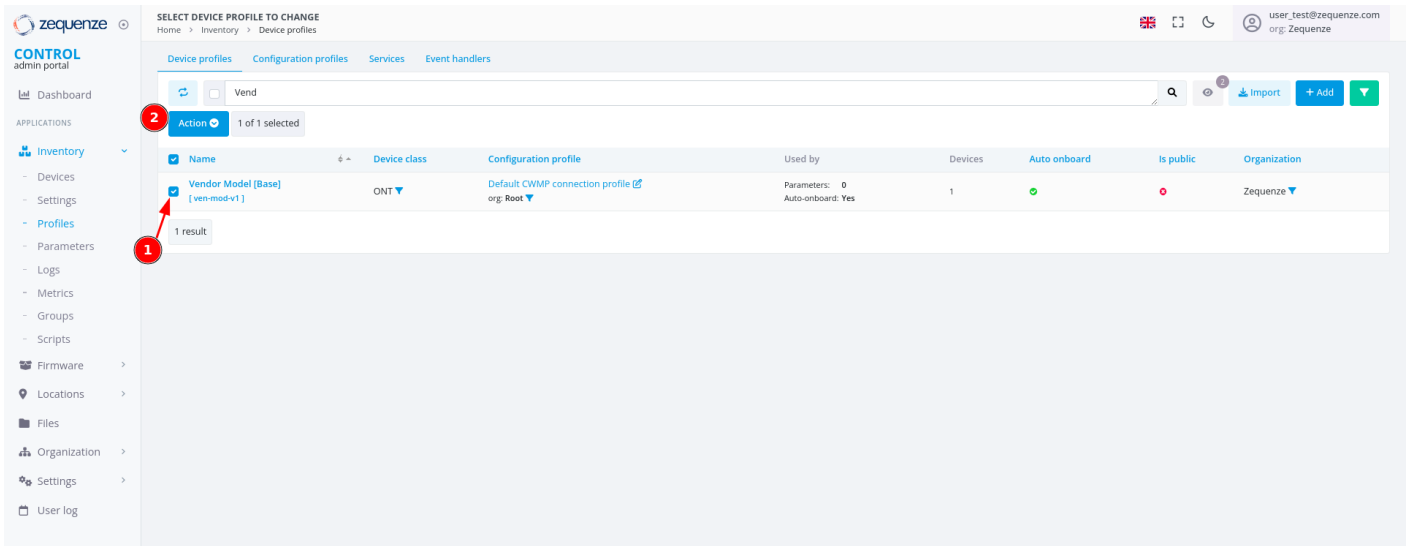 zequenze
CONTROL
admin portal
Dashboard
APPLICATIONS
Inventory
- Devices
- Settings
- Profiles
- Parameters
- Logs
- Metrics
- Groups
- Scripts
Firmware
Locations
Files
Organization
Settings
User log
SELECT DEVICE PROFILE TO CHANGE
Home > Inventory > Device profiles
user_test@zequenze.com
org: Zequenze
Device profiles Configuration profiles Services Event handlers
Vend
2
Import
+ Add
2
Action
1 of 1 selected
Name Device class Configuration profile Used by Devices Auto onboard Is public Organization
Vendor Model [Base]
[ ven-mod-v1 ]
ONT
Default CWMP connection profile
org: Root
Parameters: 0
Auto-onboard: Yes
1
Zequenze
1 result
1